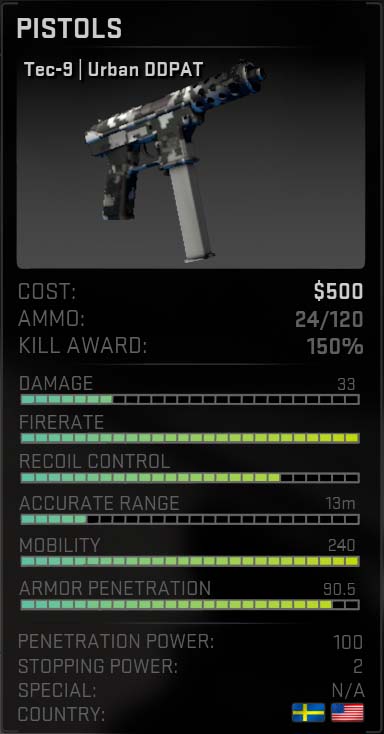 PISTOLS
Tec-9 | Urban DDPAT
COST: $500
AMMO: 24/120
KILL AWARD: 150%
DAMAGE 33
FIRERATE
RECOIL CONTROL
ACCURATE RANGE 13m
MOBILITY 240
ARMOR PENETRATION 90.5
PENETRATION POWER: 100
STOPPING POWER: 2
SPECIAL: N/A
COUNTRY: